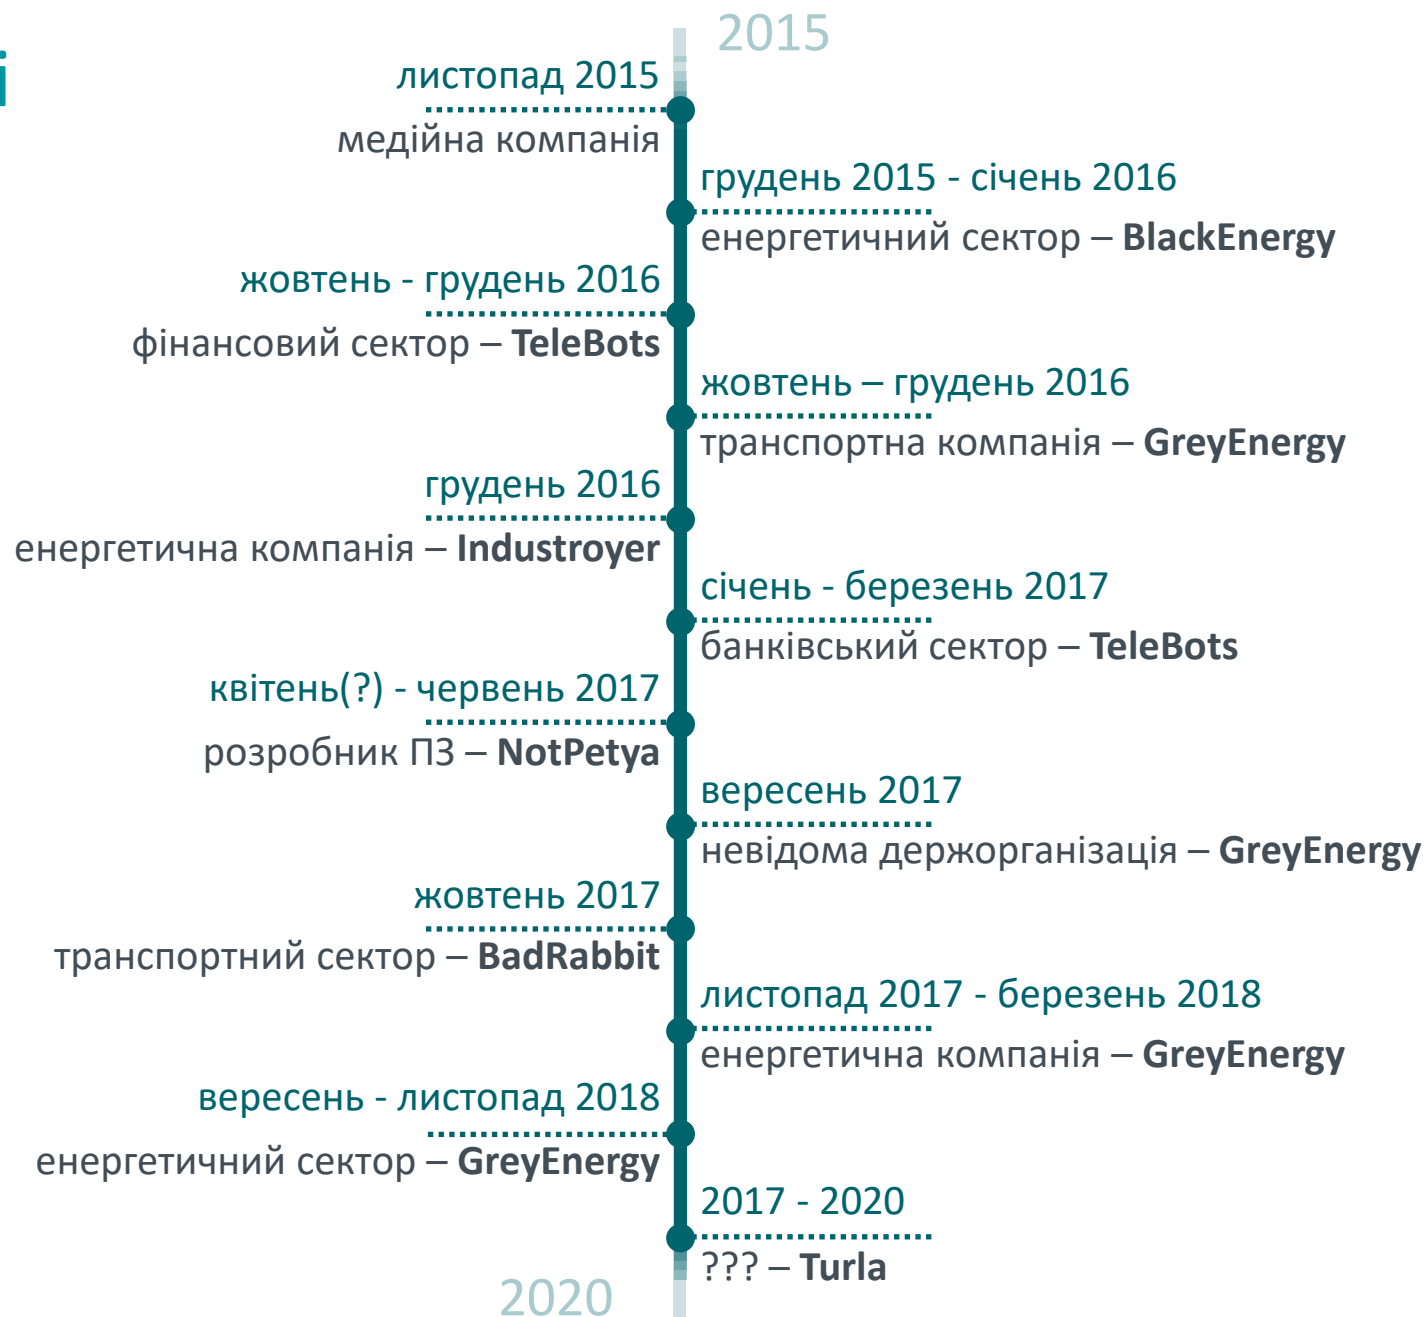 і
2015
листопад 2015
медійна компанія
грудень 2015 - січень 2016
енергетичний сектор – BlackEnergy
жовтень - грудень 2016
фінансовий сектор – TeleBots
жовтень – грудень 2016
транспортна компанія – GreyEnergy
грудень 2016
енергетична компанія – Industroyer
січень - березень 2017
банківський сектор – TeleBots
квітень(?) - червень 2017
розробник ПЗ – NotPetya
вересень 2017
невідома держорганізація – GreyEnergy
жовтень 2017
транспортний сектор – BadRabbit
листопад 2017 - березень 2018
енергетична компанія – GreyEnergy
вересень - листопад 2018
енергетичний сектор – GreyEnergy
2017 - 2020
??? – Turla
2020